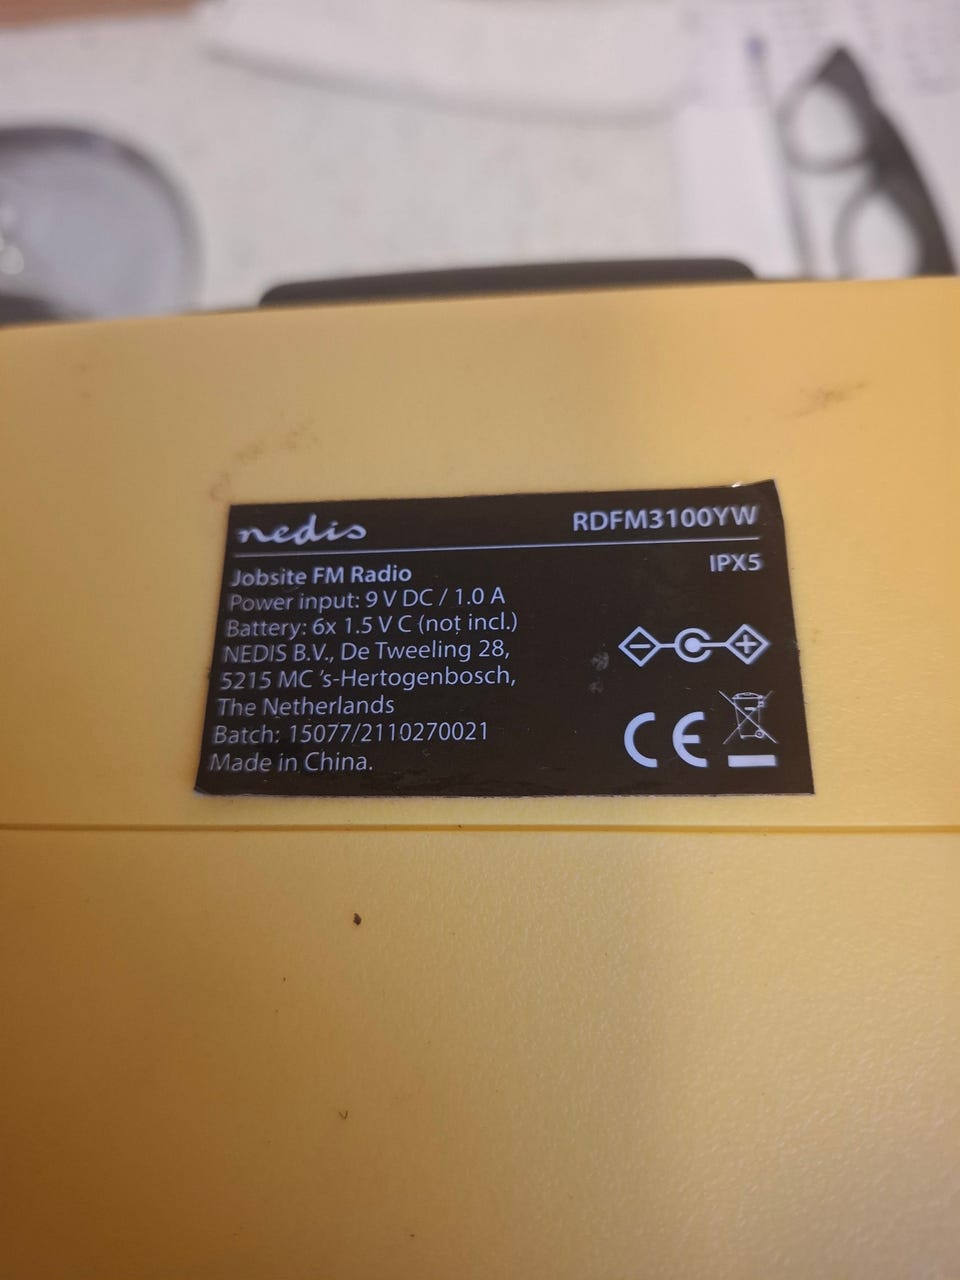 nedis
RDFM3100YW
IPX5
Jobsite FM Radio
Power input: 9 V DC / 1.0 A
Battery: 6x 1.5 V C (not incl.)
NEDIS B.V., De Tweeling 28,
5215 MC 's-Hertogenbosch,
The Netherlands
Batch: 15077/2110270021
Made in China.
CE